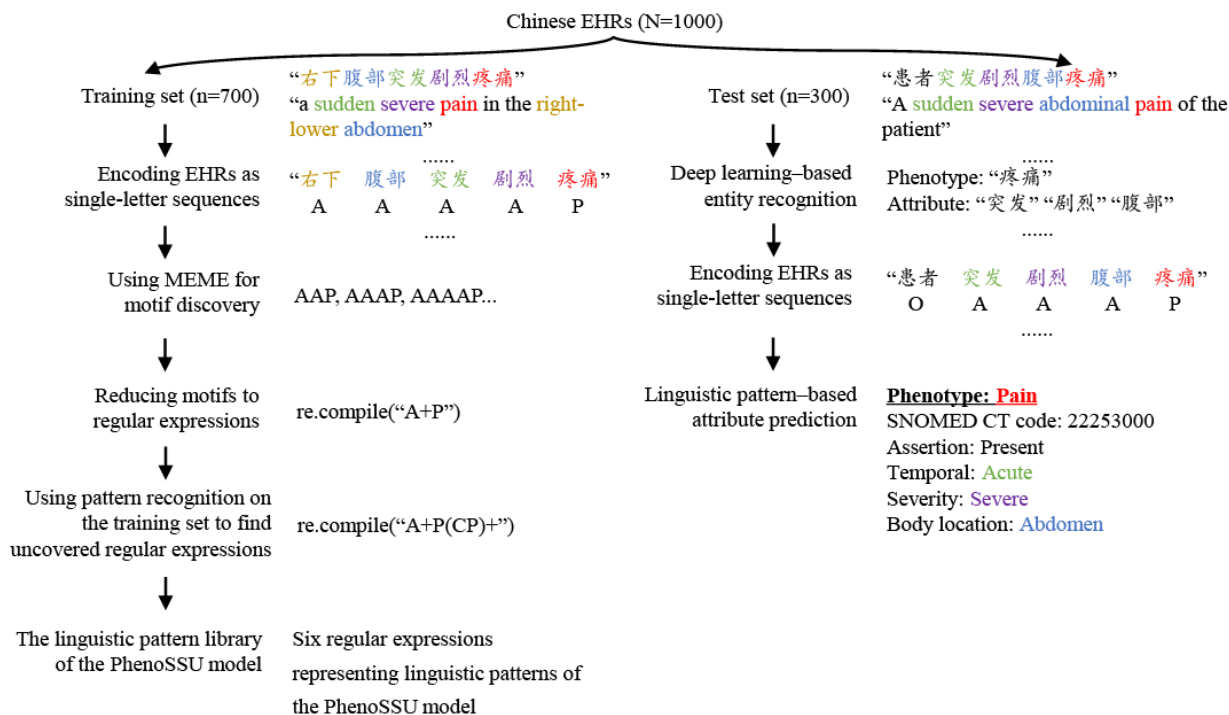 Chinese EHRs (N=1000)
Training set (n=700)
“右下腹部突发剧烈疼痛”
“a sudden severe pain in the right-
lower abdomen”
......
Encoding EHRs as
single-letter sequences
“右下 腹部 突发 剧烈 疼痛”
A A A A P
......
Using MEME for
motif discovery
AAP, AAAP, AAAAP...
Reducing motifs to
regular expressions
re.compile(“A+P”)
Using pattern recognition on
the training set to find
uncovered regular expressions
re.compile(“A+P(CP)+”)
The linguistic pattern library
of the PhenoSSU model
Six regular expressions
representing linguistic patterns of
the PhenoSSU model
Test set (n=300)
“患者突发剧烈腹部疼痛”
“A sudden severe abdominal pain of the
patient”
......
Deep learning–based
entity recognition
Phenotype: “疼痛”
Attribute: “突发” “剧烈” “腹部”
......
Encoding EHRs as
single-letter sequences
“患者 突发 剧烈 腹部 疼痛”
O A A A P
......
Linguistic pattern–based
attribute prediction
Phenotype: Pain
SNOMED CT code: 22253000
Assertion: Present
Temporal: Acute
Severity: Severe
Body location: Abdomen